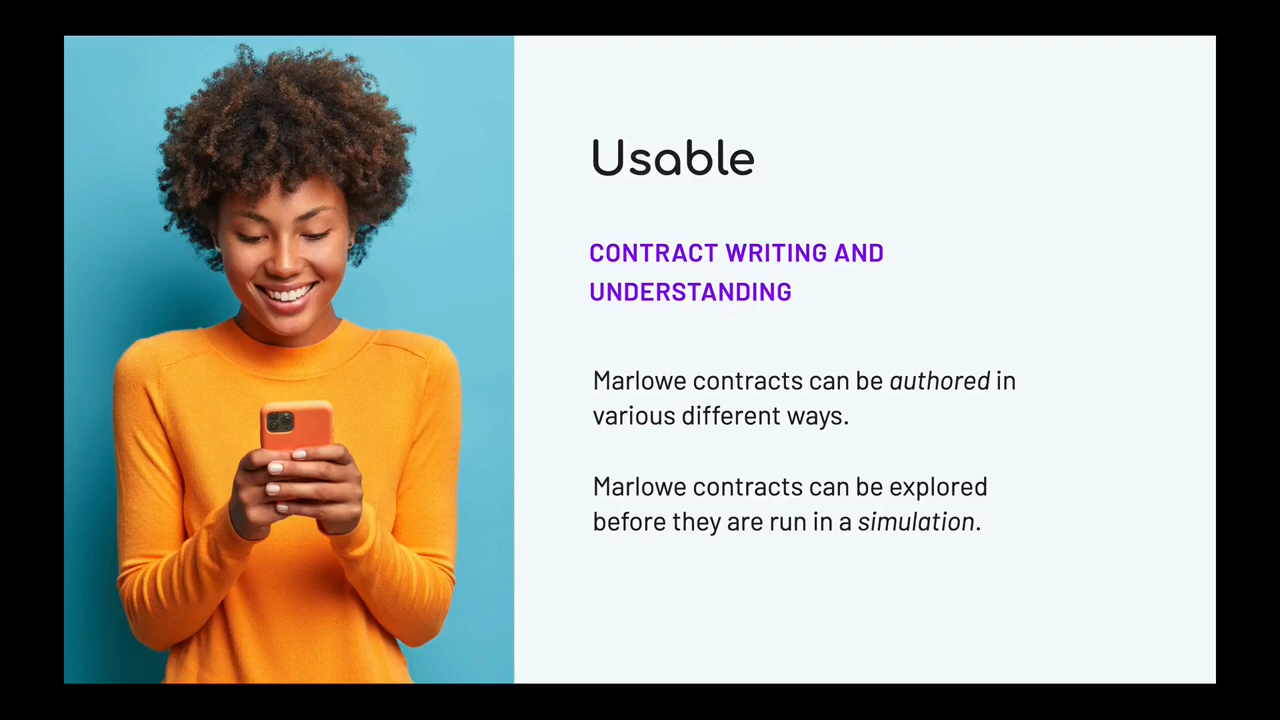 Usable
CONTRACT WRITING AND
UNDERSTANDING
Marlowe contracts can be authored in
various different ways.
Marlowe contracts can be explored
before they are run in a simulation.